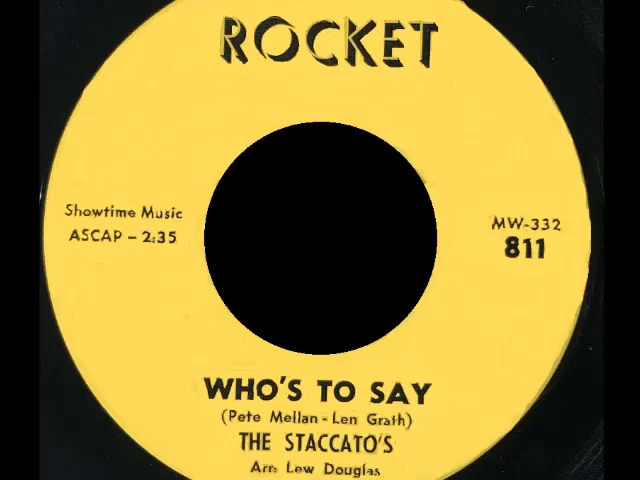 ROCKET
Showtime Music
ASCAP - 2:35
MW-332
811
WHO'S TO SAY
(Pete Mellan - Len Grath)
THE STACCATO'S
Arr: Lew Douglas